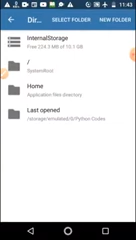 11:43
Dir... SELECT FOLDER NEW FOLDER
InternalStorage
Free 224.3 MB of 10.1 GB
/
SystemRoot
Home
Application files directory
Last opened
/storage/emulated/0/Python Codes